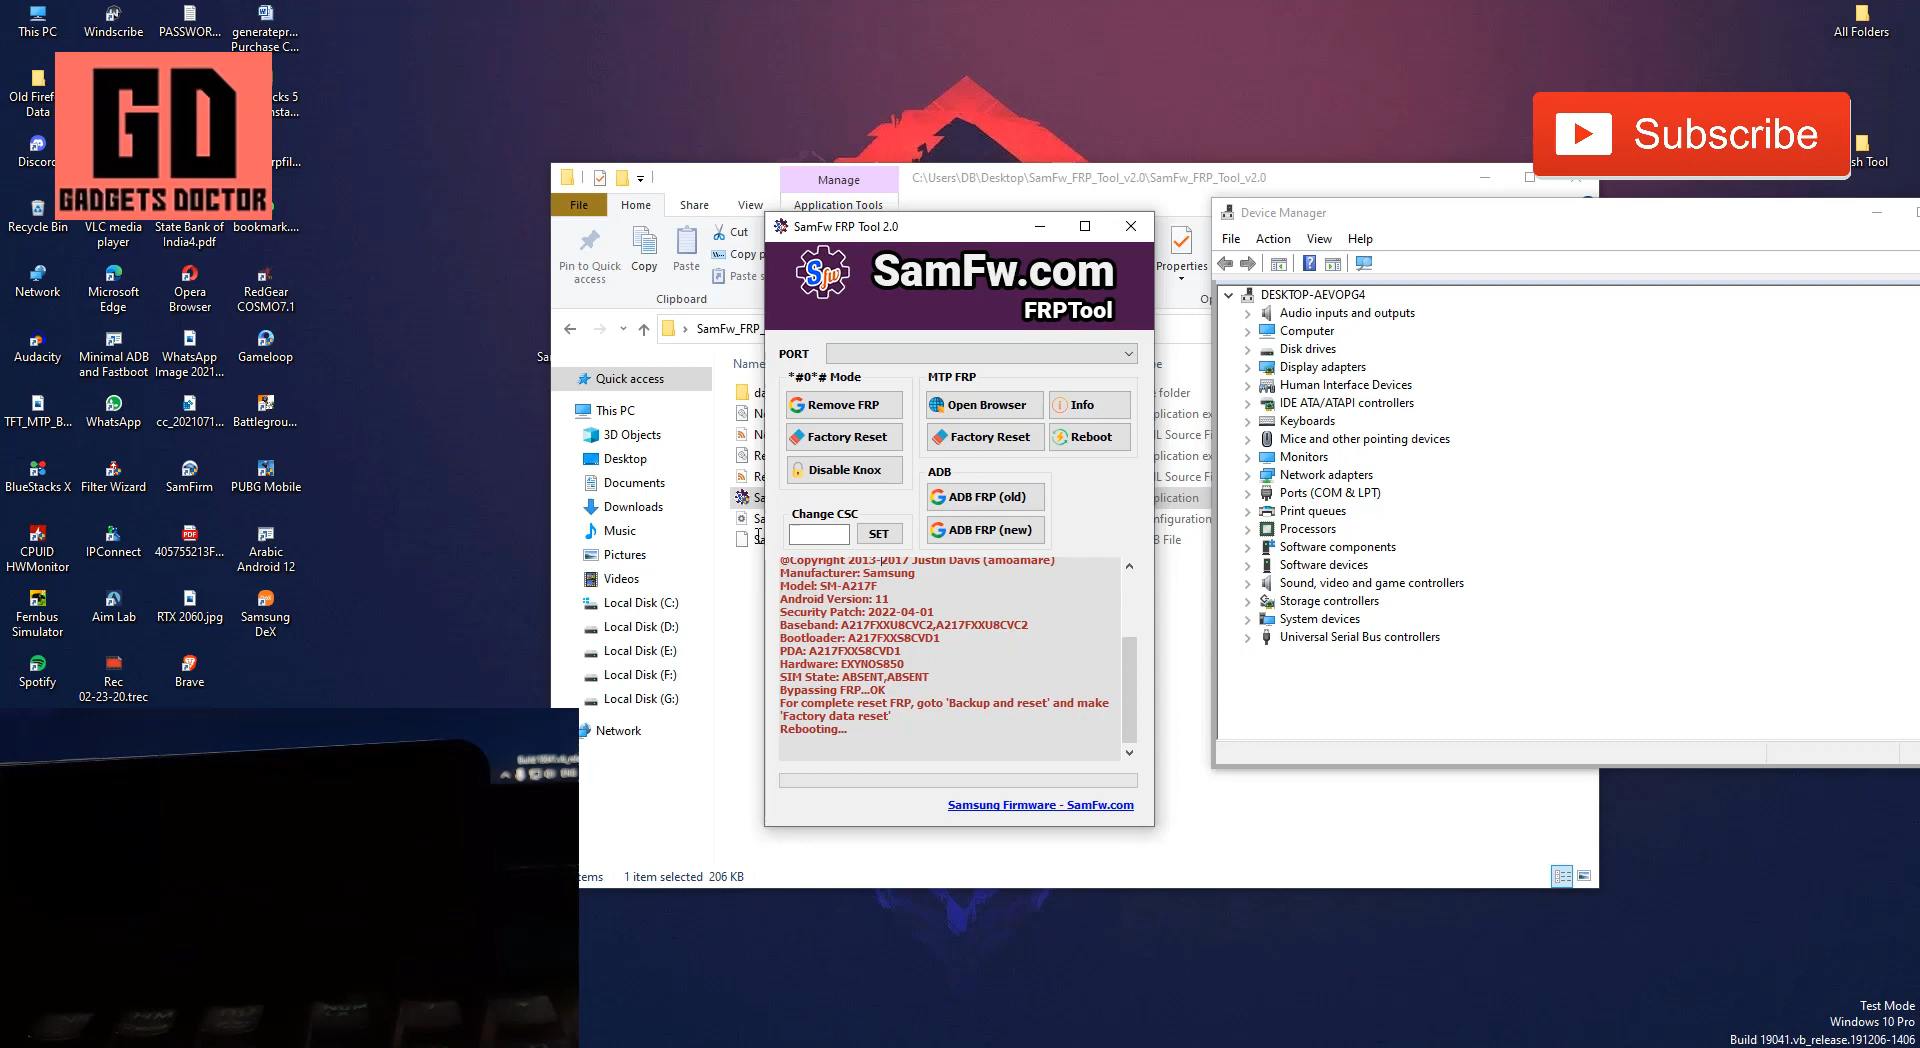 This PC
Windscribe
PASSWOR...
generatepr...
Purchase C...
All Folders
Old Firef
Data
GD
GADGETS DOCTOR
cks 5
nsta...
Subscribe
Discord
rpfil...
sh Tool
Recycle Bin
VLC media
player
State Bank of
India4.pdf
bookmark....
Network
Microsoft
Edge
Opera
Browser
RedGear
COSMO7.1
Audacity
Minimal ADB
and Fastboot
WhatsApp
Image 2021...
Gameloop
TFT_MTP_B...
WhatsApp
cc_2021071...
Battlegrou...
BlueStacks X
Filter Wizard
SamFirm
PUBG Mobile
CPUID
HWMonitor
IPConnect
405755213F...
Arabic
Android 12
Fernbus
Simulator
Aim Lab
RTX 2060.jpg
Samsung
DeX
Spotify
Rec
02-23-20.trec
Brave
Manage
C:\Users\DB\Desktop\SamFw_FRP_Tool_v2.0\SamFw_FRP_Tool_v2.0
File
Home
Share
View
Application Tools
Pin to Quick
access
Copy
Paste
Cut
Copy p
Paste s
Clipboard
Properties
SamFw_FRP_
Name
Quick access
This PC
3D Objects
Desktop
Documents
Downloads
Music
Pictures
Videos
Local Disk (C:)
Local Disk (D:)
Local Disk (E:)
Local Disk (F:)
Local Disk (G:)
Network
1 item selected 206 KB
SamFw FRP Tool 2.0
Sfw
SamFw.com
FRPTool
PORT
*#0*# Mode
Remove FRP
Factory Reset
Disable Knox
MTP FRP
Open Browser
Info
Factory Reset
Reboot
ADB
ADB FRP (old)
ADB FRP (new)
Change CSC
SET
@Copyright 2013-2017 Justin Davis (amoamare)
Manufacturer: Samsung
Model: SM-A217F
Android Version: 11
Security Patch: 2022-04-01
Baseband: A217FXXU8CVC2,A217FXXU8CVC2
Bootloader: A217FXXS8CVD1
PDA: A217FXXS8CVD1
Hardware: EXYNOS850
SIM State: ABSENT,ABSENT
Bypassing FRP...OK
For complete reset FRP, goto 'Backup and reset' and make
'Factory data reset'
Rebooting...
Samsung Firmware - SamFw.com
Device Manager
File
Action
View
Help
DESKTOP-AEVOPG4
Audio inputs and outputs
Computer
Disk drives
Display adapters
Human Interface Devices
IDE ATA/ATAPI controllers
Keyboards
Mice and other pointing devices
Monitors
Network adapters
Ports (COM & LPT)
Print queues
Processors
Software components
Software devices
Sound, video and game controllers
Storage controllers
System devices
Universal Serial Bus controllers
Test Mode
Windows 10 Pro
Build 19041.vb_release.191206-1406